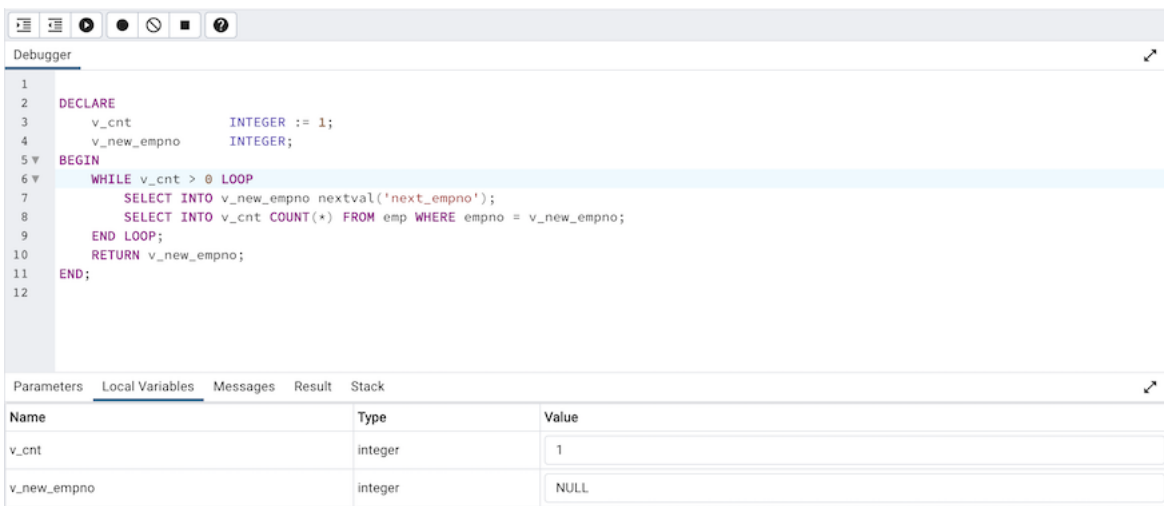 Debugger
1
2 DECLARE
3 v_cnt INTEGER := 1;
4 v_new_empno INTEGER;
5 BEGIN
6 WHILE v_cnt > 0 LOOP
7 SELECT INTO v_new_empno nextval('next_empno');
8 SELECT INTO v_cnt COUNT(*) FROM emp WHERE empno = v_new_empno;
9 END LOOP;
10 RETURN v_new_empno;
11 END;
12
Parameters Local Variables Messages Result Stack
Name Type Value
v_cnt integer 1
v_new_empno integer NULL